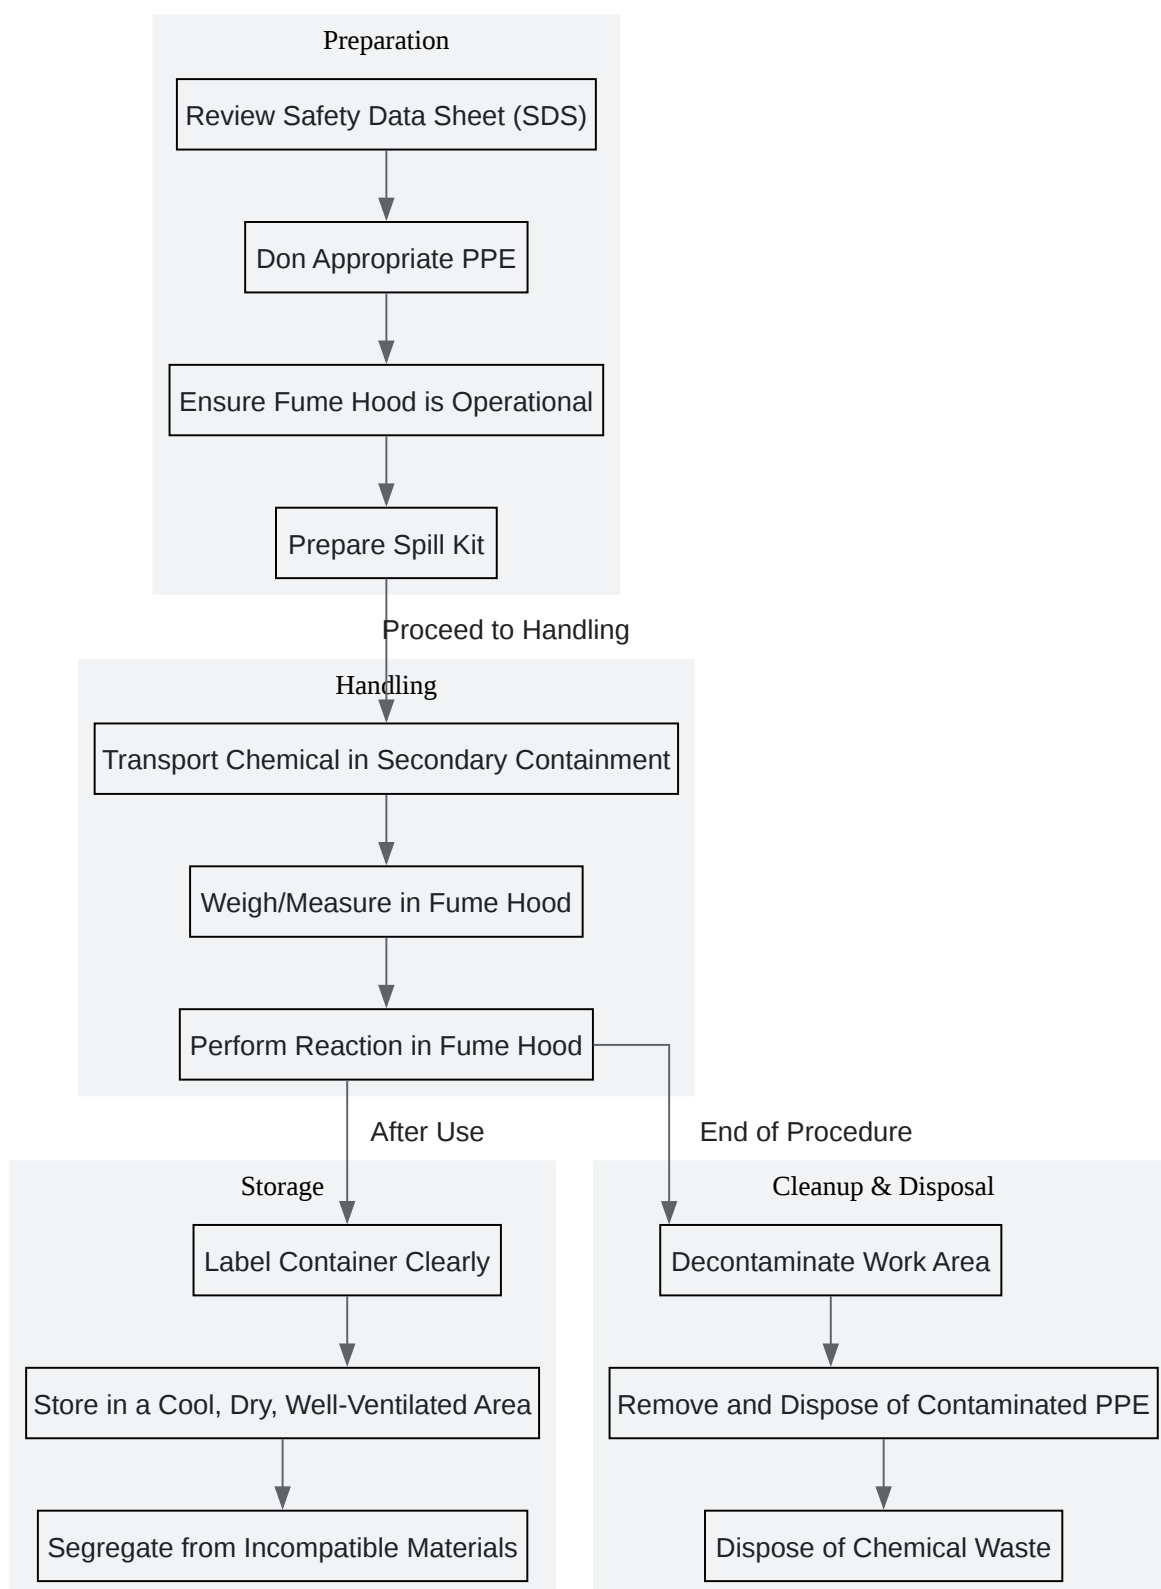 Preparation
Review Safety Data Sheet (SDS)
Don Appropriate PPE
Ensure Fume Hood is Operational
Prepare Spill Kit
Proceed to Handling
Handling
Transport Chemical in Secondary Containment
Weigh/Measure in Fume Hood
Perform Reaction in Fume Hood
After Use
End of Procedure
Storage
Label Container Clearly
Store in a Cool, Dry, Well-Ventilated Area
Segregate from Incompatible Materials
Cleanup & Disposal
Decontaminate Work Area
Remove and Dispose of Contaminated PPE
Dispose of Chemical Waste